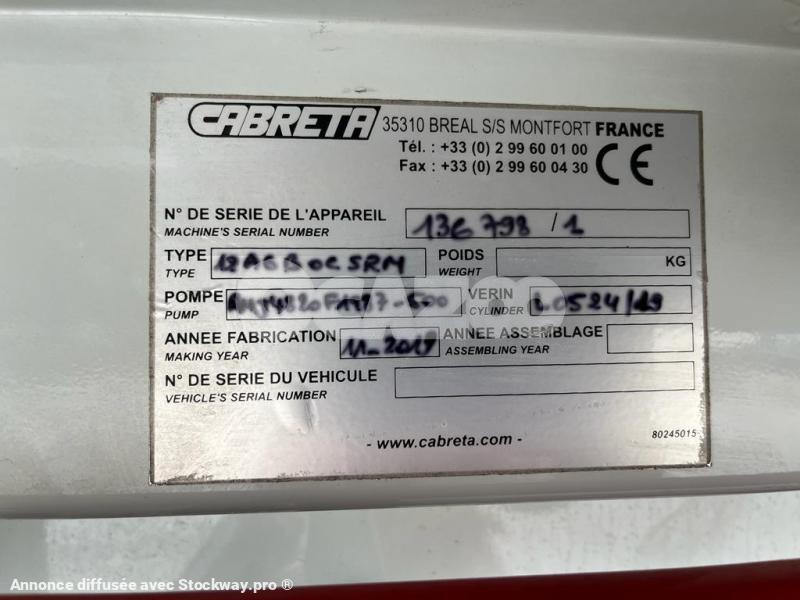 CABRETA 35310 BREAL S/S MONTFORT FRANCE
Tél. : +33 (0) 2 99 60 01 00
Fax : +33 (0) 2 99 60 04 30
CE
N° DE SERIE DE L'APPAREIL 136798 / 1
MACHINE'S SERIAL NUMBER
TYPE POIDS KG
TYPE WEIGHT
POMPE VERIN
PUMP CYLINDER
ANNEE FABRICATION 11-2019 ANNEE ASSEMBLAGE
MAKING YEAR ASSEMBLING YEAR
N° DE SERIE DU VEHICULE
VEHICLE'S SERIAL NUMBER
- www.cabreta.com -
80245015
Annonce diffusée avec Stockway.pro ®